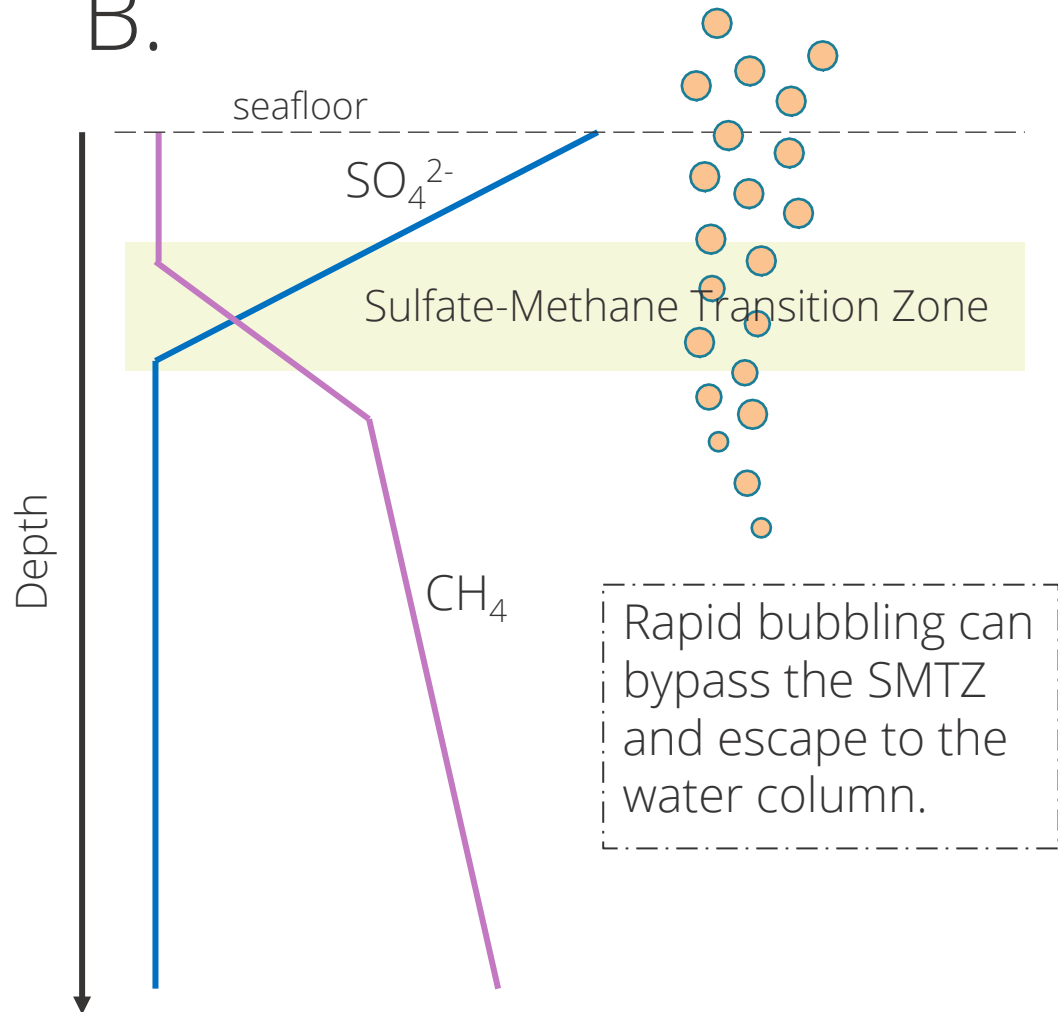 B.
seafloor
SO₄²⁻
Sulfate-Methane Transition Zone
Depth
CH₄
Rapid bubbling can
bypass the SMTZ
and escape to the
water column.